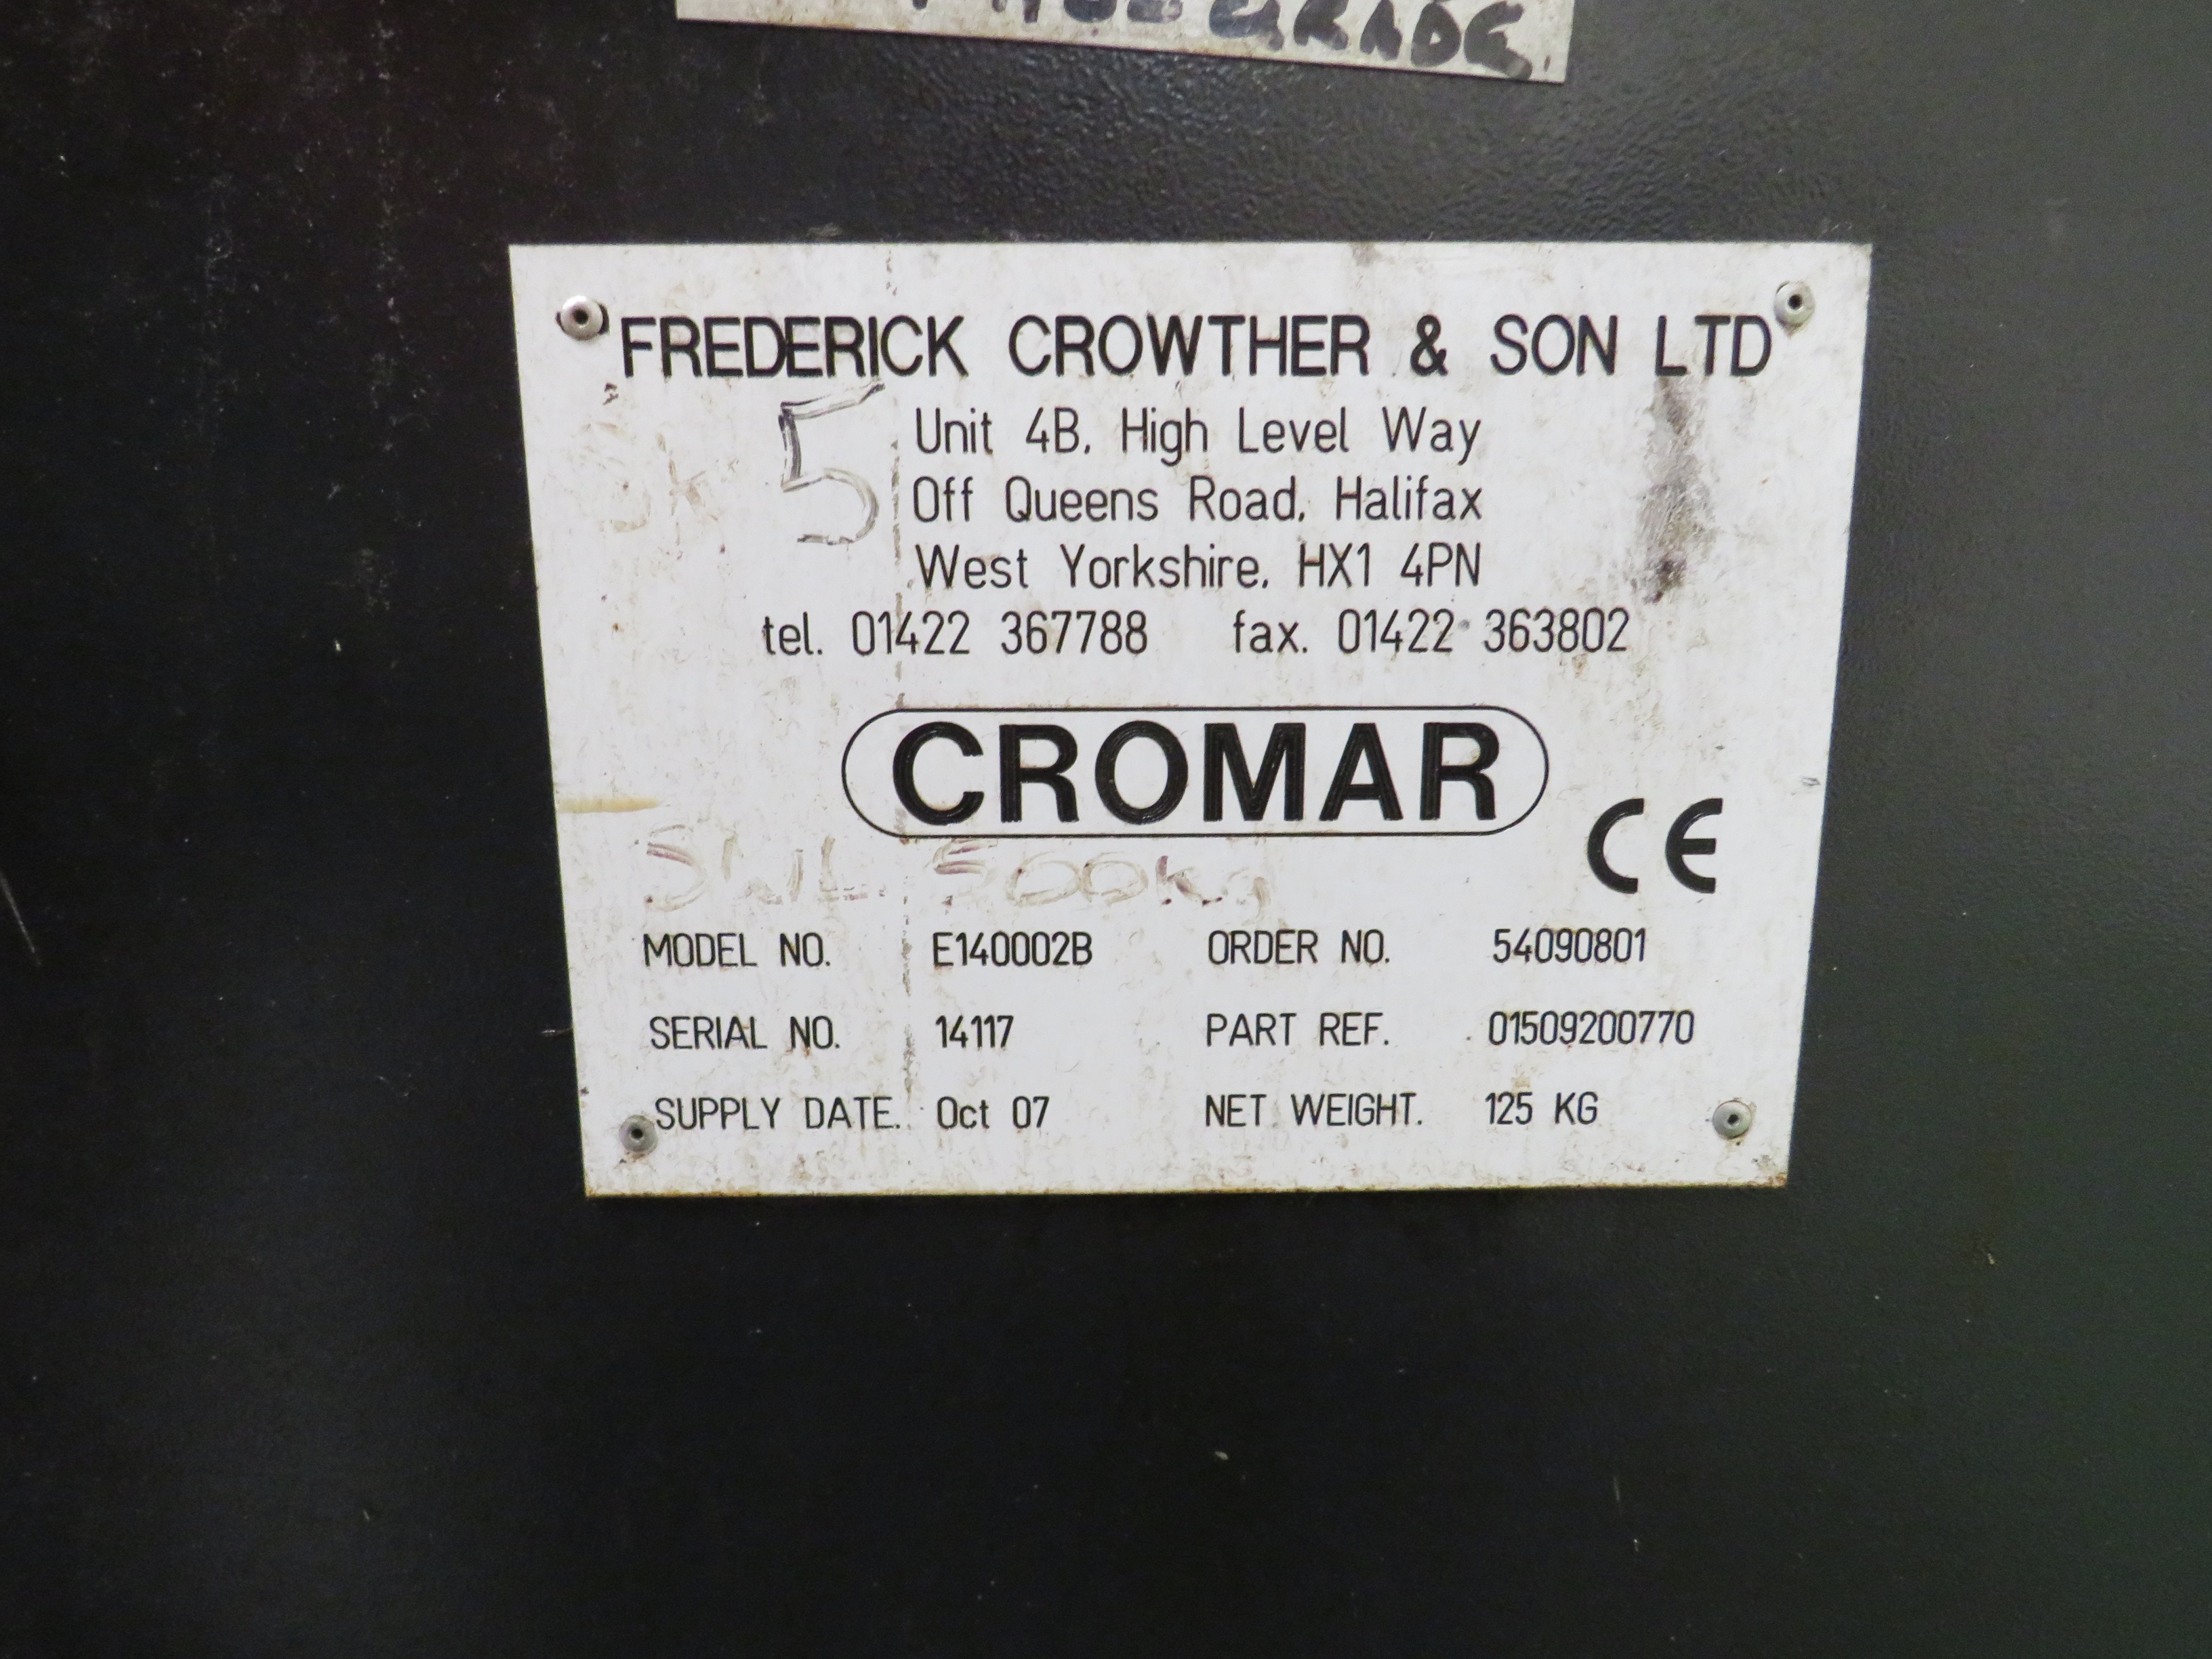 GRADE
FREDERICK CROWTHER & SON LTD
5
Unit 4B, High Level Way
Off Queens Road, Halifax
West Yorkshire, HX1 4PN
tel. 01422 367788 fax. 01422 363802
CROMAR
CE
SWL 500kg
MODEL NO. E140002B ORDER NO. 54090801
SERIAL NO. 14117 PART REF. 01509200770
SUPPLY DATE. Oct 07 NET WEIGHT. 125 KG